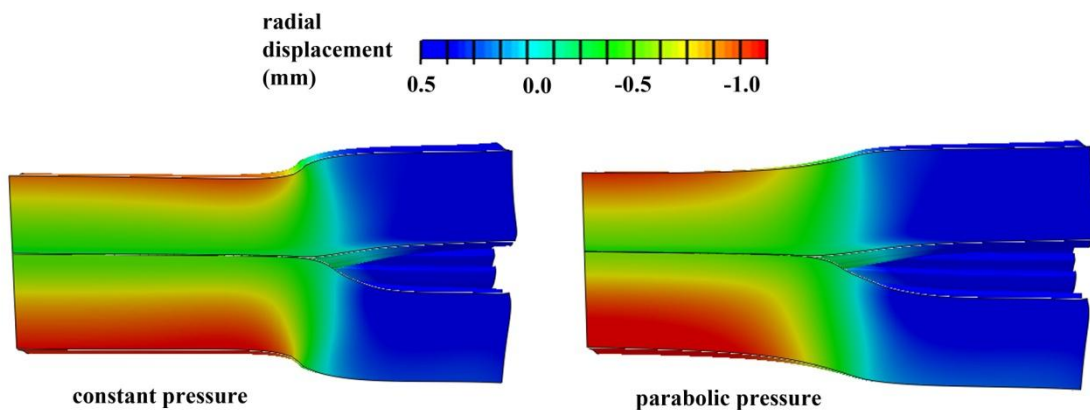 radial
displacement
(mm)
0.5 0.0 -0.5 -1.0
constant pressure
parabolic pressure